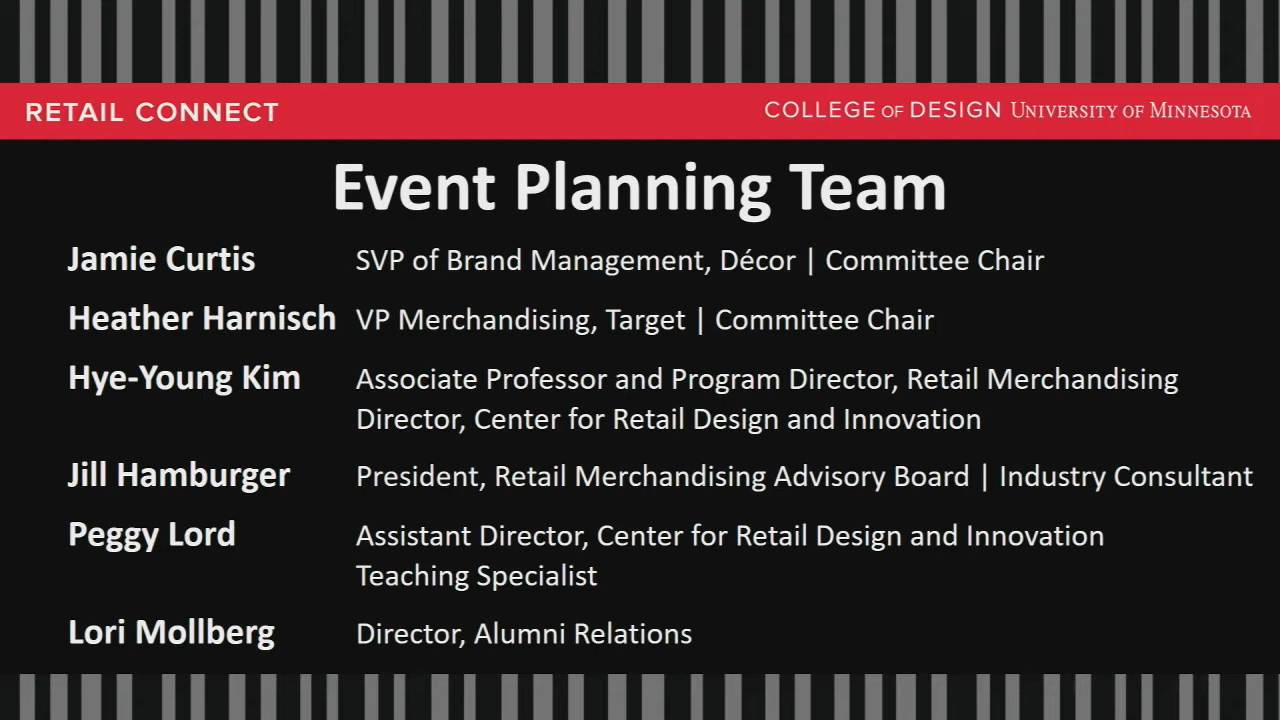 RETAIL CONNECT COLLEGE OF DESIGN UNIVERSITY OF MINNESOTA
Event Planning Team
Jamie Curtis SVP of Brand Management, Décor | Committee Chair
Heather Harnisch VP Merchandising, Target | Committee Chair
Hye-Young Kim Associate Professor and Program Director, Retail Merchandising
Director, Center for Retail Design and Innovation
Jill Hamburger President, Retail Merchandising Advisory Board | Industry Consultant
Peggy Lord Assistant Director, Center for Retail Design and Innovation
Teaching Specialist
Lori Mollberg Director, Alumni Relations